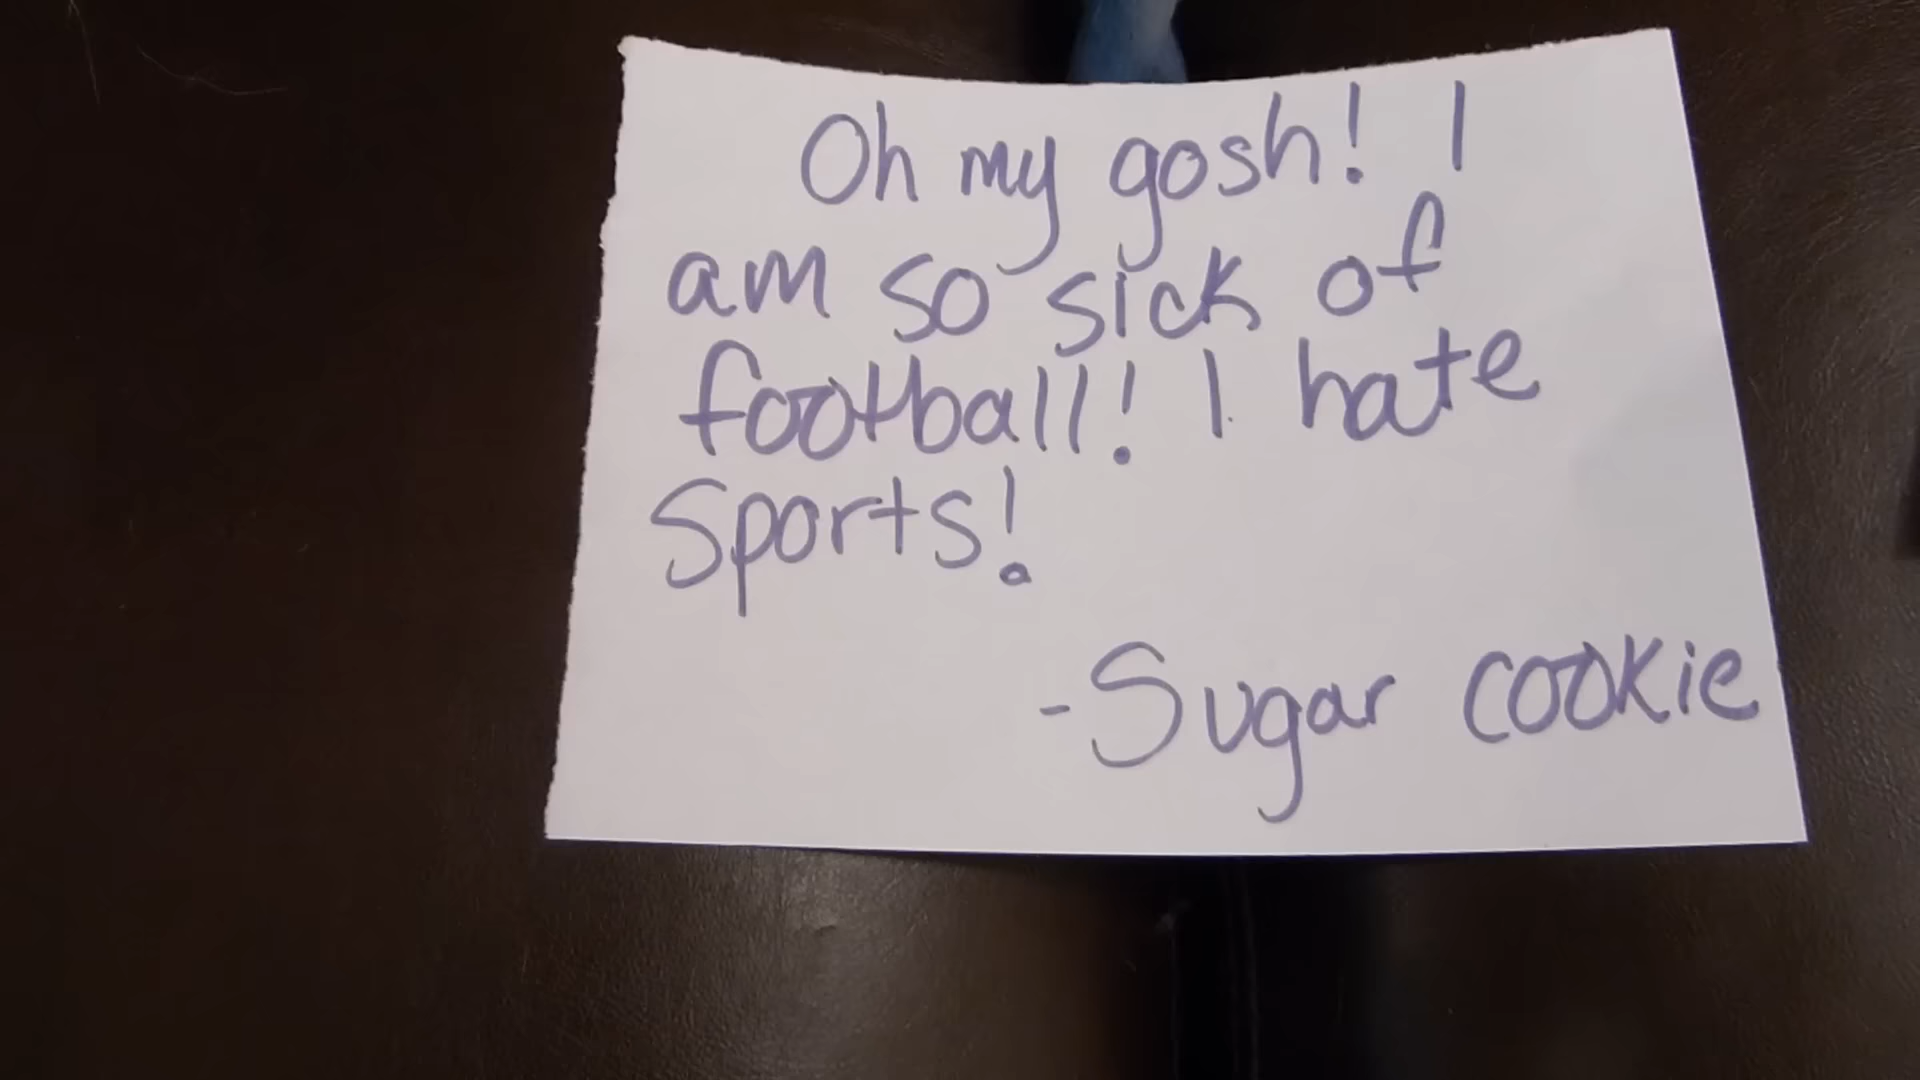 Oh my gosh! I
am so sick of
football! I hate
Sports!
-Sugar cookie